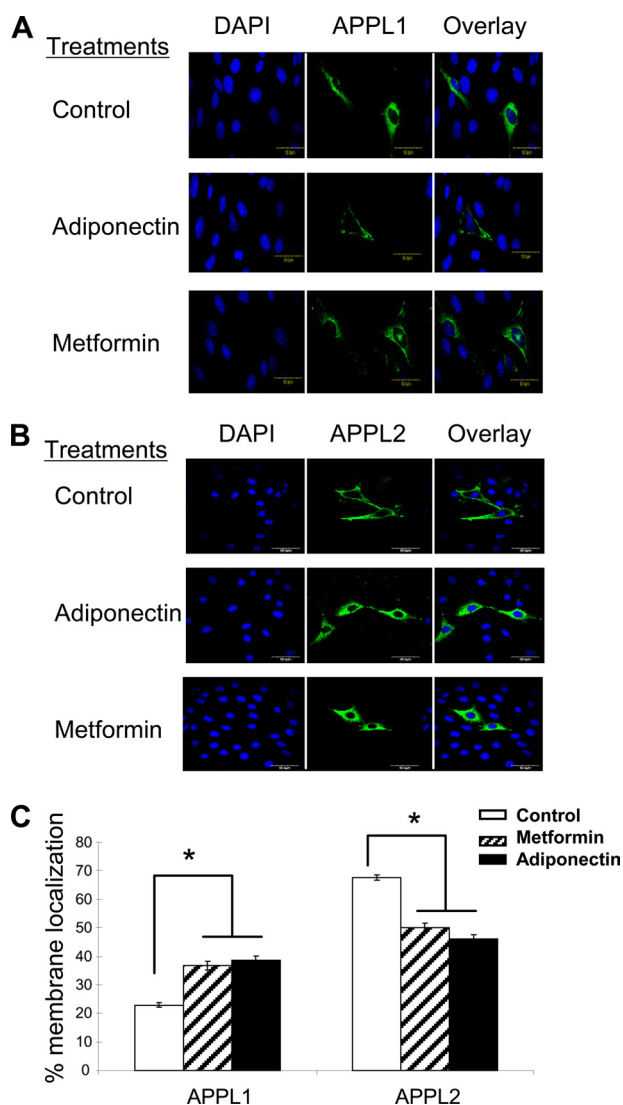 A
DAPI APPL1 Overlay
Treatments
Control
Adiponectin
Metformin
B
DAPI APPL2 Overlay
Treatments
Control
Adiponectin
Metformin
C
Control
Metformin
Adiponectin
*
*
% membrane localization
80
70
60
50
40
30
20
10
0
APPL1 APPL2